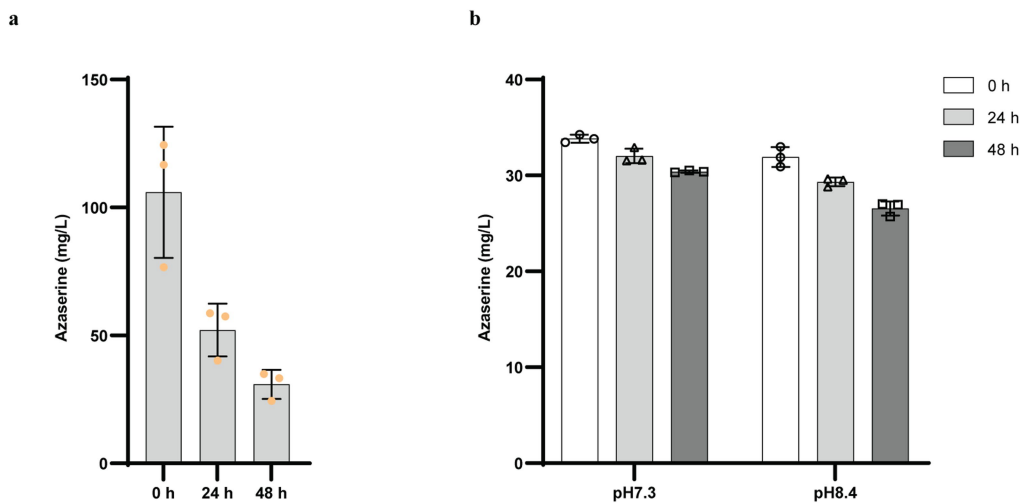 a
Azaserine (mg/L)
150
100
50
0
0 h 24 h 48 h
b
Azaserine (mg/L)
40
30
20
10
0
pH7.3 pH8.4
0 h
24 h
48 h